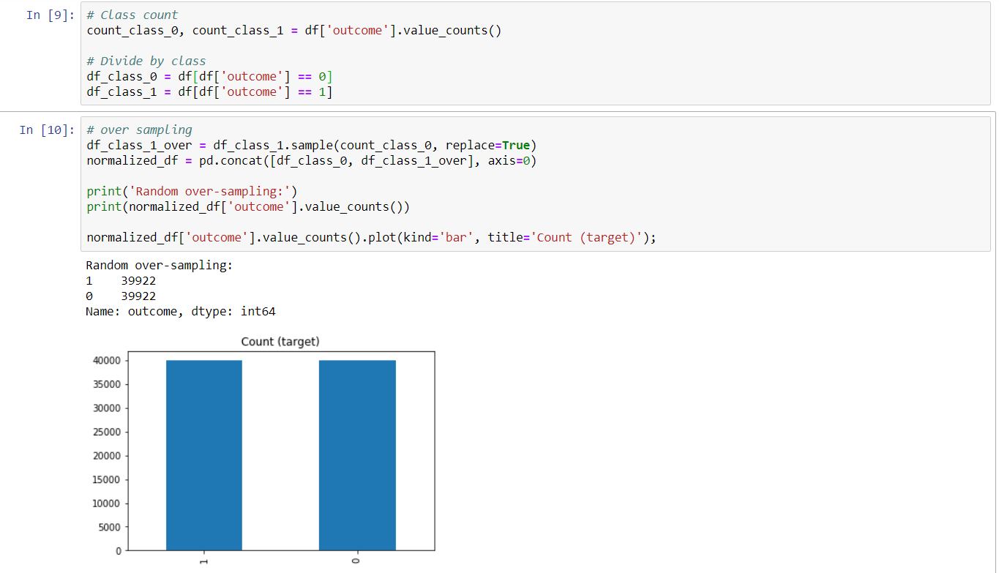 In [9]: # Class count
count_class_0, count_class_1 = df['outcome'].value_counts()
# Divide by class
df_class_0 = df[df['outcome'] == 0]
df_class_1 = df[df['outcome'] == 1]
In [10]: # over sampling
df_class_1_over = df_class_1.sample(count_class_0, replace=True)
normalized_df = pd.concat([df_class_0, df_class_1_over], axis=0)
print('Random over-sampling:')
print(normalized_df['outcome'].value_counts())
normalized_df['outcome'].value_counts().plot(kind='bar', title='Count (target)');
Random over-sampling:
1    39922
0    39922
Name: outcome, dtype: int64
Count (target)
40000
35000
30000
25000
20000
15000
10000
5000
0
1 0